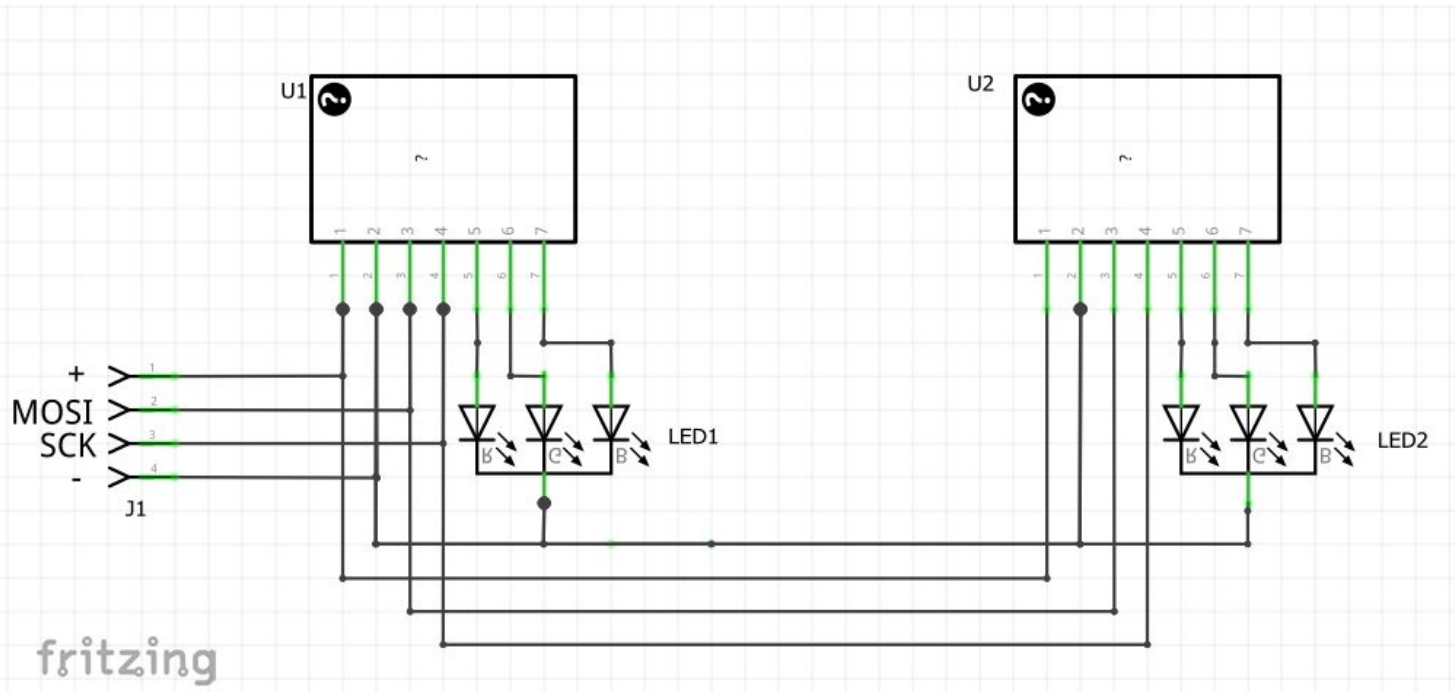 U1
?
?
1 2 3 4 5 6 7
1 2 3 4 5 6 7
U2
?
?
1 2 3 4 5 6 7
1 2 3 4 5 6 7
+ 1
MOSI 2
SCK 3
- 4
J1
R G B
LED1
R G B
LED2
fritzing